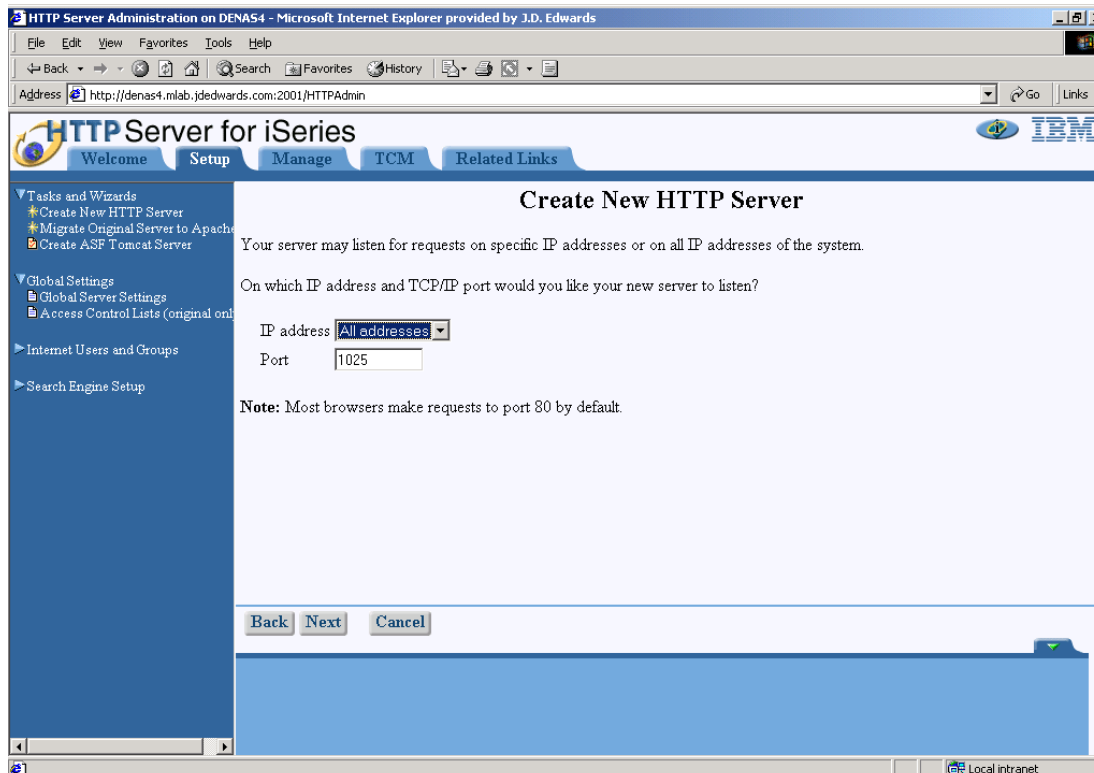 HTTP Server Administration on DENAS4 - Microsoft Internet Explorer provided by J.D. Edwards
File Edit View Favorites Tools Help
Back Search Favorites History
Address http://denas4.mlab.jdedwards.com:2001/HTTPAdmin Go Links
HTTP Server for iSeries IBM
Welcome Setup Manage TCM Related Links
Tasks and Wizards
Create New HTTP Server
Migrate Original Server to Apache
Create ASF Tomcat Server
Global Settings
Global Server Settings
Access Control Lists (original onl
Internet Users and Groups
Search Engine Setup
Create New HTTP Server
Your server may listen for requests on specific IP addresses or on all IP addresses of the system.
On which IP address and TCP/IP port would you like your new server to listen?
IP address All addresses
Port 1025
Note: Most browsers make requests to port 80 by default.
Back Next Cancel
Local intranet